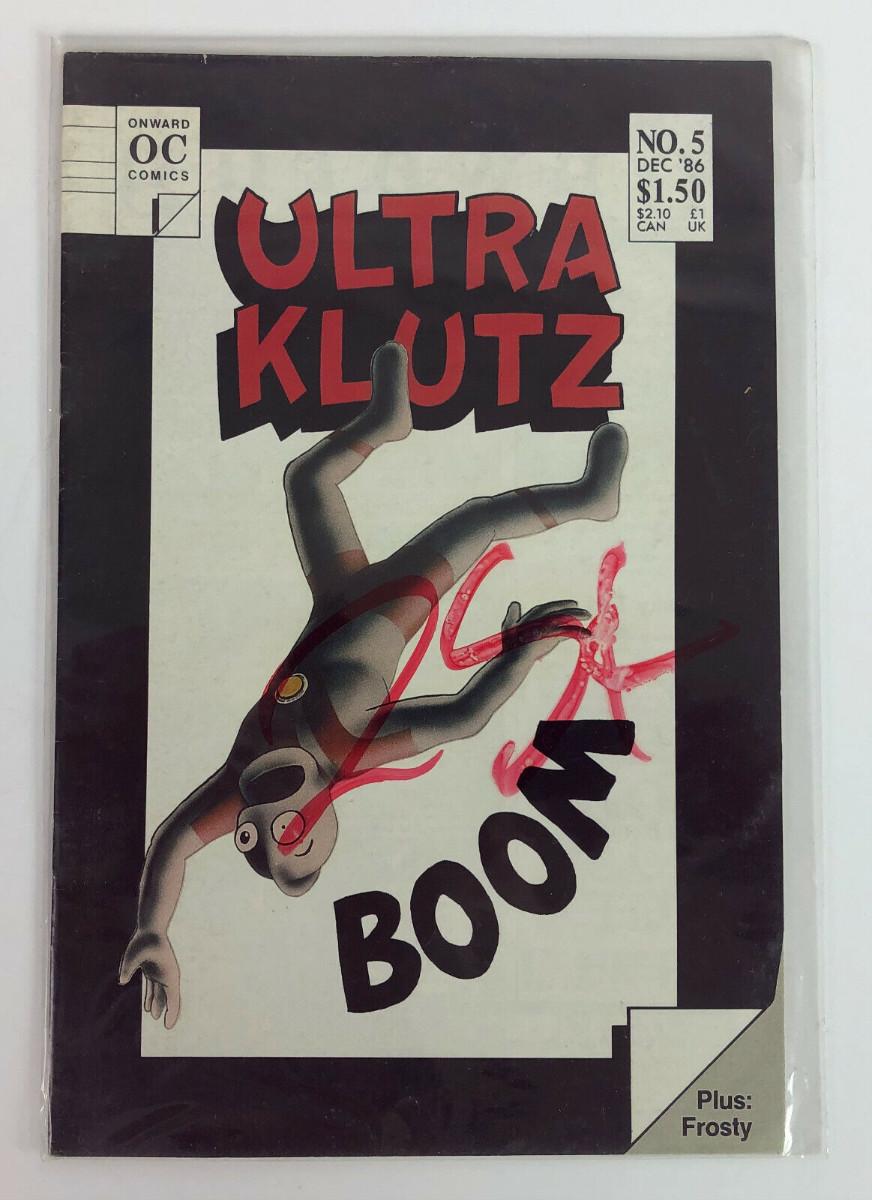 ONWARD
OC
COMICS
NO. 5
DEC '86
$1.50
$2.10 £1
CAN UK
ULTRA
KLUTZ
25¢
BOOM
Plus:
Frosty